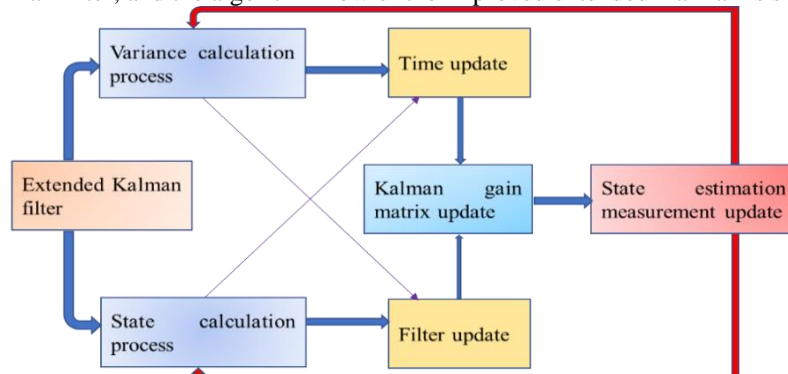 Variance calculation
process
Time update
Extended Kalman
filter
Kalman gain
matrix update
State estimation
measurement update
State calculation
process
Filter update